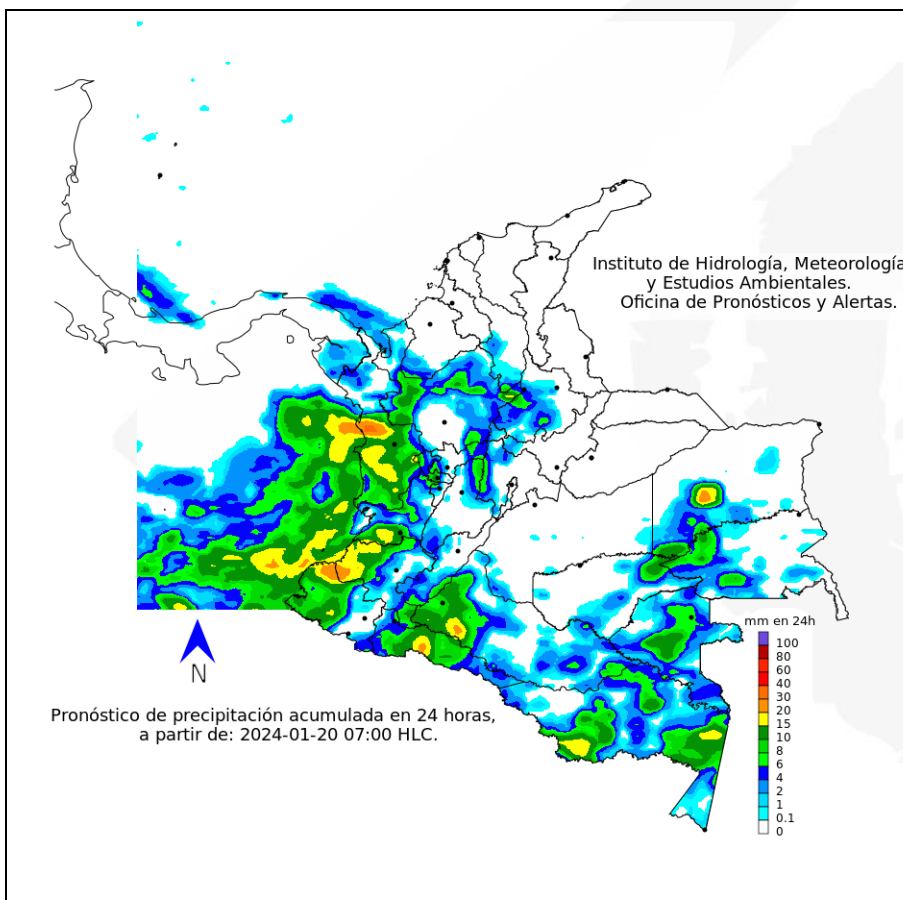 Instituto de Hidrología, Meteorología
y Estudios Ambientales.
Oficina de Pronósticos y Alertas.
mm en 24h
100
80
60
40
30
20
15
10
8
6
4
2
1
0.1
0
N
Pronóstico de precipitación acumulada en 24 horas,
a partir de: 2024-01-20 07:00 HLC.